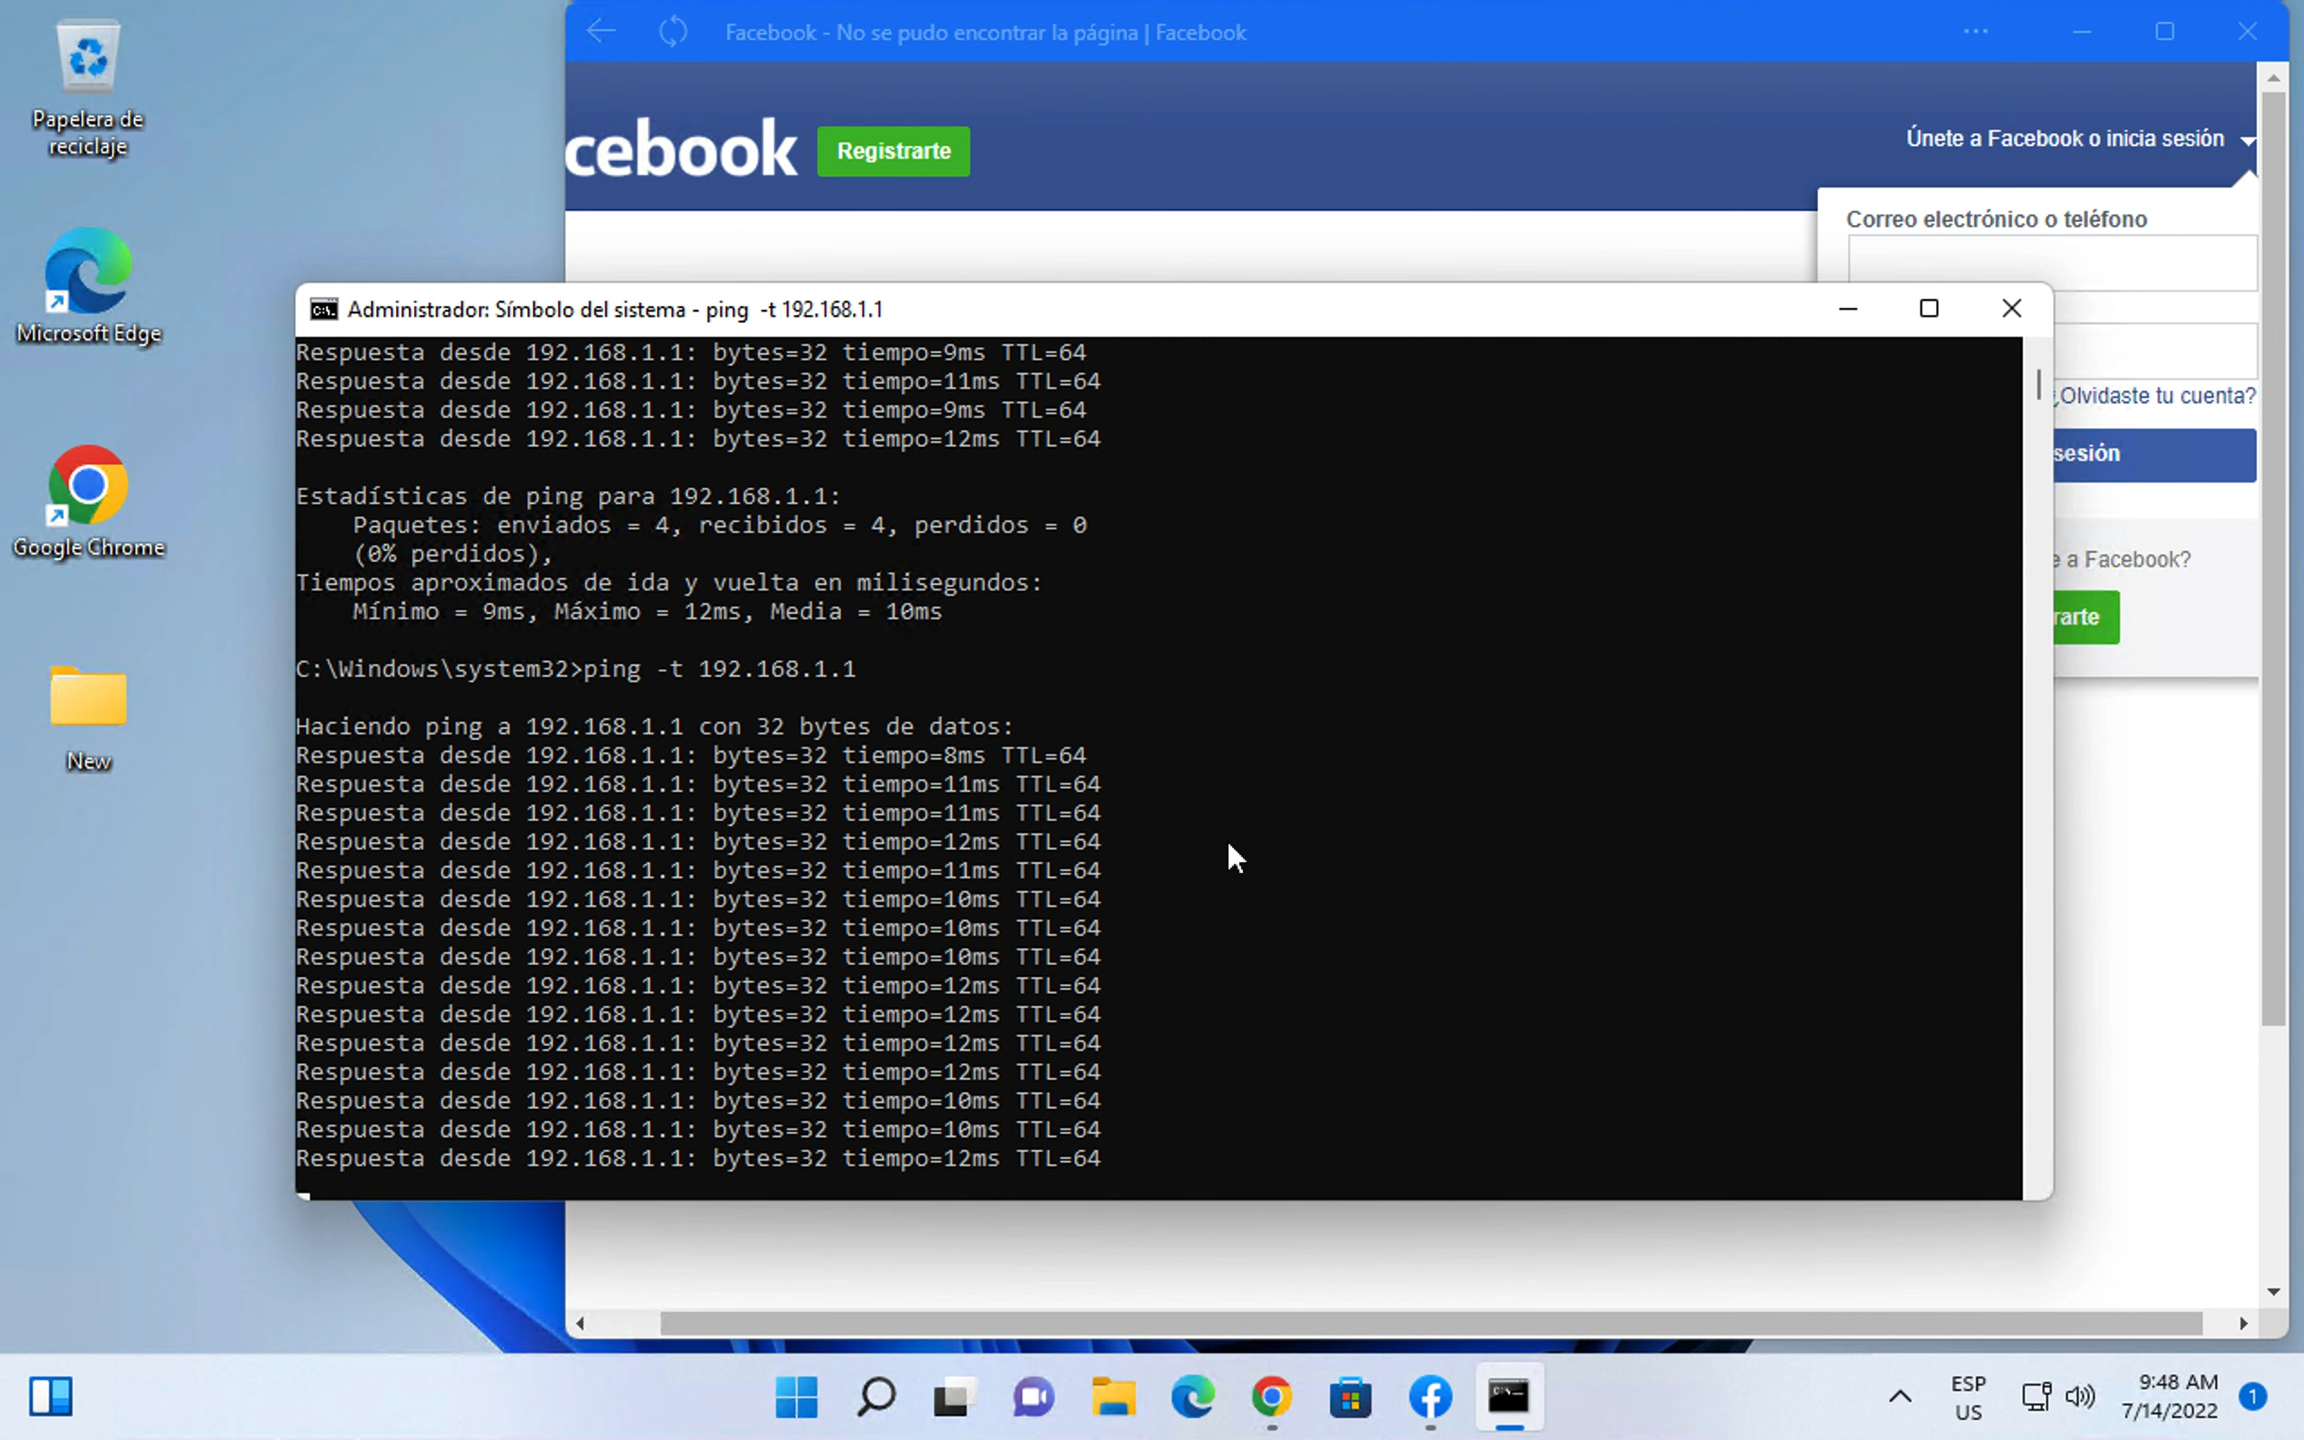 Facebook - No se pudo encontrar la página | Facebook
Papelera de
reciclaje
Microsoft Edge
Google Chrome
New
cebook
Registrarte
Únete a Facebook o inicia sesión
Correo electrónico o teléfono
¿Olvidaste tu cuenta?
sesión
e a Facebook?
rarte
Administrador: Símbolo del sistema - ping -t 192.168.1.1
Respuesta desde 192.168.1.1: bytes=32 tiempo=9ms TTL=64
Respuesta desde 192.168.1.1: bytes=32 tiempo=11ms TTL=64
Respuesta desde 192.168.1.1: bytes=32 tiempo=9ms TTL=64
Respuesta desde 192.168.1.1: bytes=32 tiempo=12ms TTL=64
Estadísticas de ping para 192.168.1.1:
Paquetes: enviados = 4, recibidos = 4, perdidos = 0
(0% perdidos),
Tiempos aproximados de ida y vuelta en milisegundos:
Mínimo = 9ms, Máximo = 12ms, Media = 10ms
C:\Windows\system32>ping -t 192.168.1.1
Haciendo ping a 192.168.1.1 con 32 bytes de datos:
Respuesta desde 192.168.1.1: bytes=32 tiempo=8ms TTL=64
Respuesta desde 192.168.1.1: bytes=32 tiempo=11ms TTL=64
Respuesta desde 192.168.1.1: bytes=32 tiempo=11ms TTL=64
Respuesta desde 192.168.1.1: bytes=32 tiempo=12ms TTL=64
Respuesta desde 192.168.1.1: bytes=32 tiempo=11ms TTL=64
Respuesta desde 192.168.1.1: bytes=32 tiempo=10ms TTL=64
Respuesta desde 192.168.1.1: bytes=32 tiempo=10ms TTL=64
Respuesta desde 192.168.1.1: bytes=32 tiempo=10ms TTL=64
Respuesta desde 192.168.1.1: bytes=32 tiempo=12ms TTL=64
Respuesta desde 192.168.1.1: bytes=32 tiempo=12ms TTL=64
Respuesta desde 192.168.1.1: bytes=32 tiempo=12ms TTL=64
Respuesta desde 192.168.1.1: bytes=32 tiempo=12ms TTL=64
Respuesta desde 192.168.1.1: bytes=32 tiempo=10ms TTL=64
Respuesta desde 192.168.1.1: bytes=32 tiempo=10ms TTL=64
Respuesta desde 192.168.1.1: bytes=32 tiempo=12ms TTL=64
ESP
US
9:48 AM
7/14/2022
1